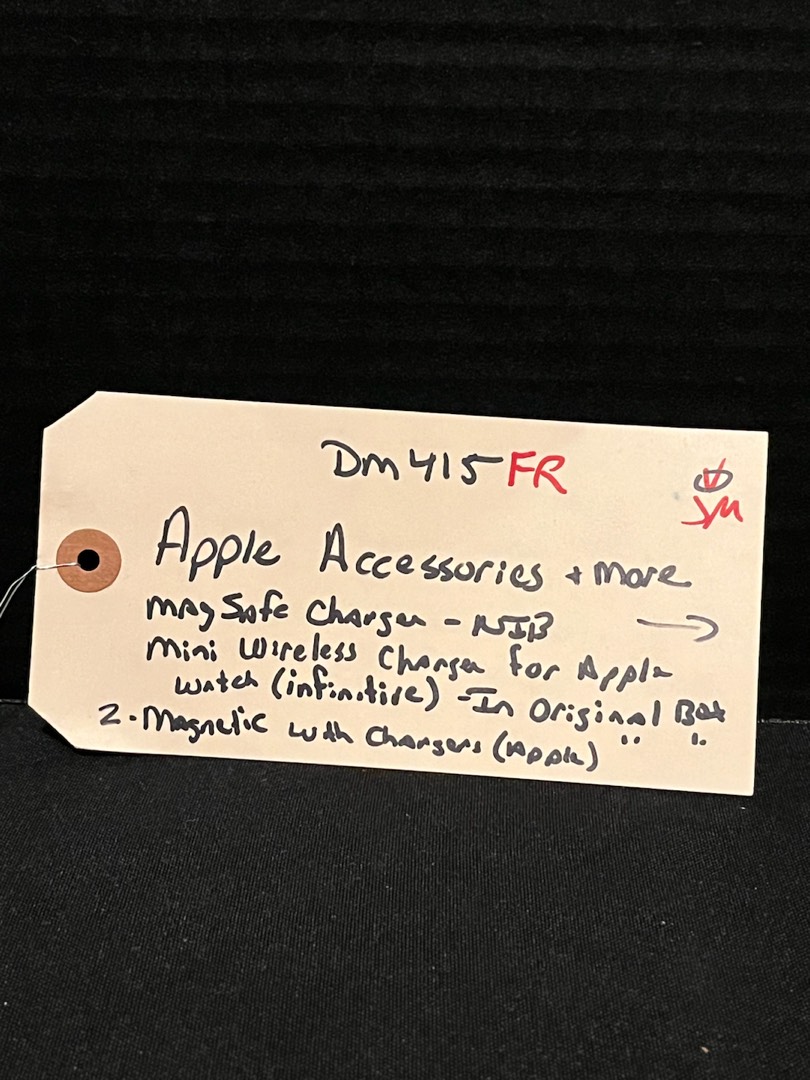 DM415FR
JM
Apple Accessories + more
MagSafe Charger - NIB →
Mini Wireless Charger for Apple
Watch (infinitive) - In Original Box
2-Magnetic with Chargers (Apple) " "